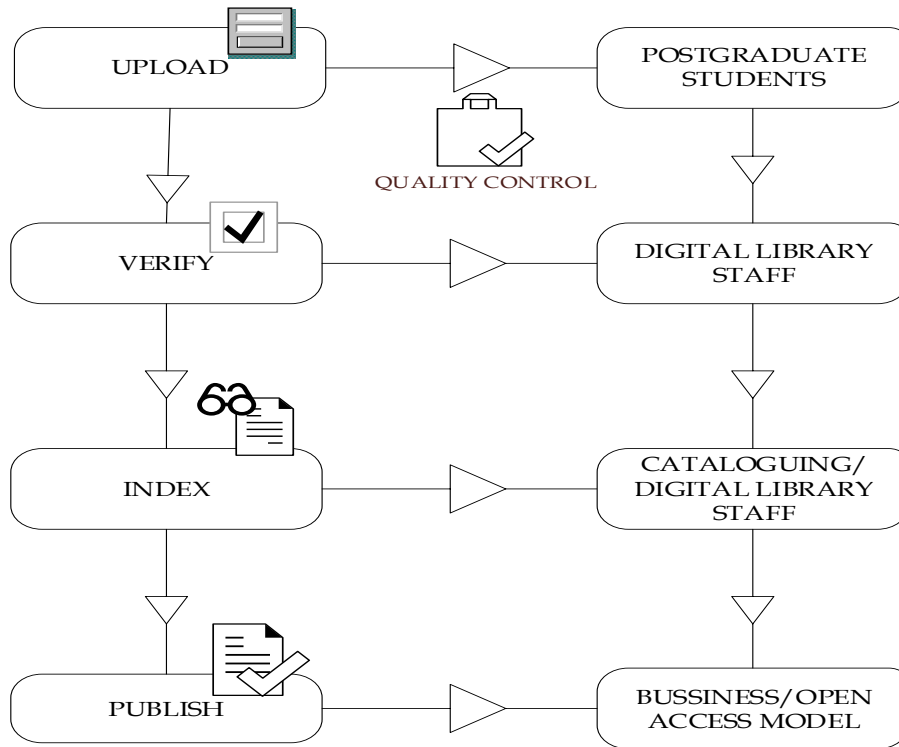 UPLOAD
POSTGRADUATE
STUDENTS
QUALITY CONTROL
VERIFY
DIGITAL LIBRARY
STAFF
INDEX
CATALOGUING/
DIGITAL LIBRARY
STAFF
PUBLISH
BUSSINESS/OPEN
ACCESS MODEL